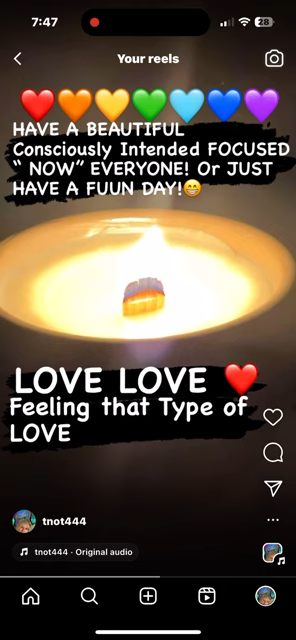 7:47
28
Your reels
❤️🧡💛💚🩵💙💜
HAVE A BEAUTIFUL
Consciously Intended FOCUSED
“ NOW” EVERYONE! Or JUST
HAVE A FUUN DAY!😁
LOVE LOVE ❤️
Feeling that Type of
LOVE
tnot444
tnot444 · Original audio